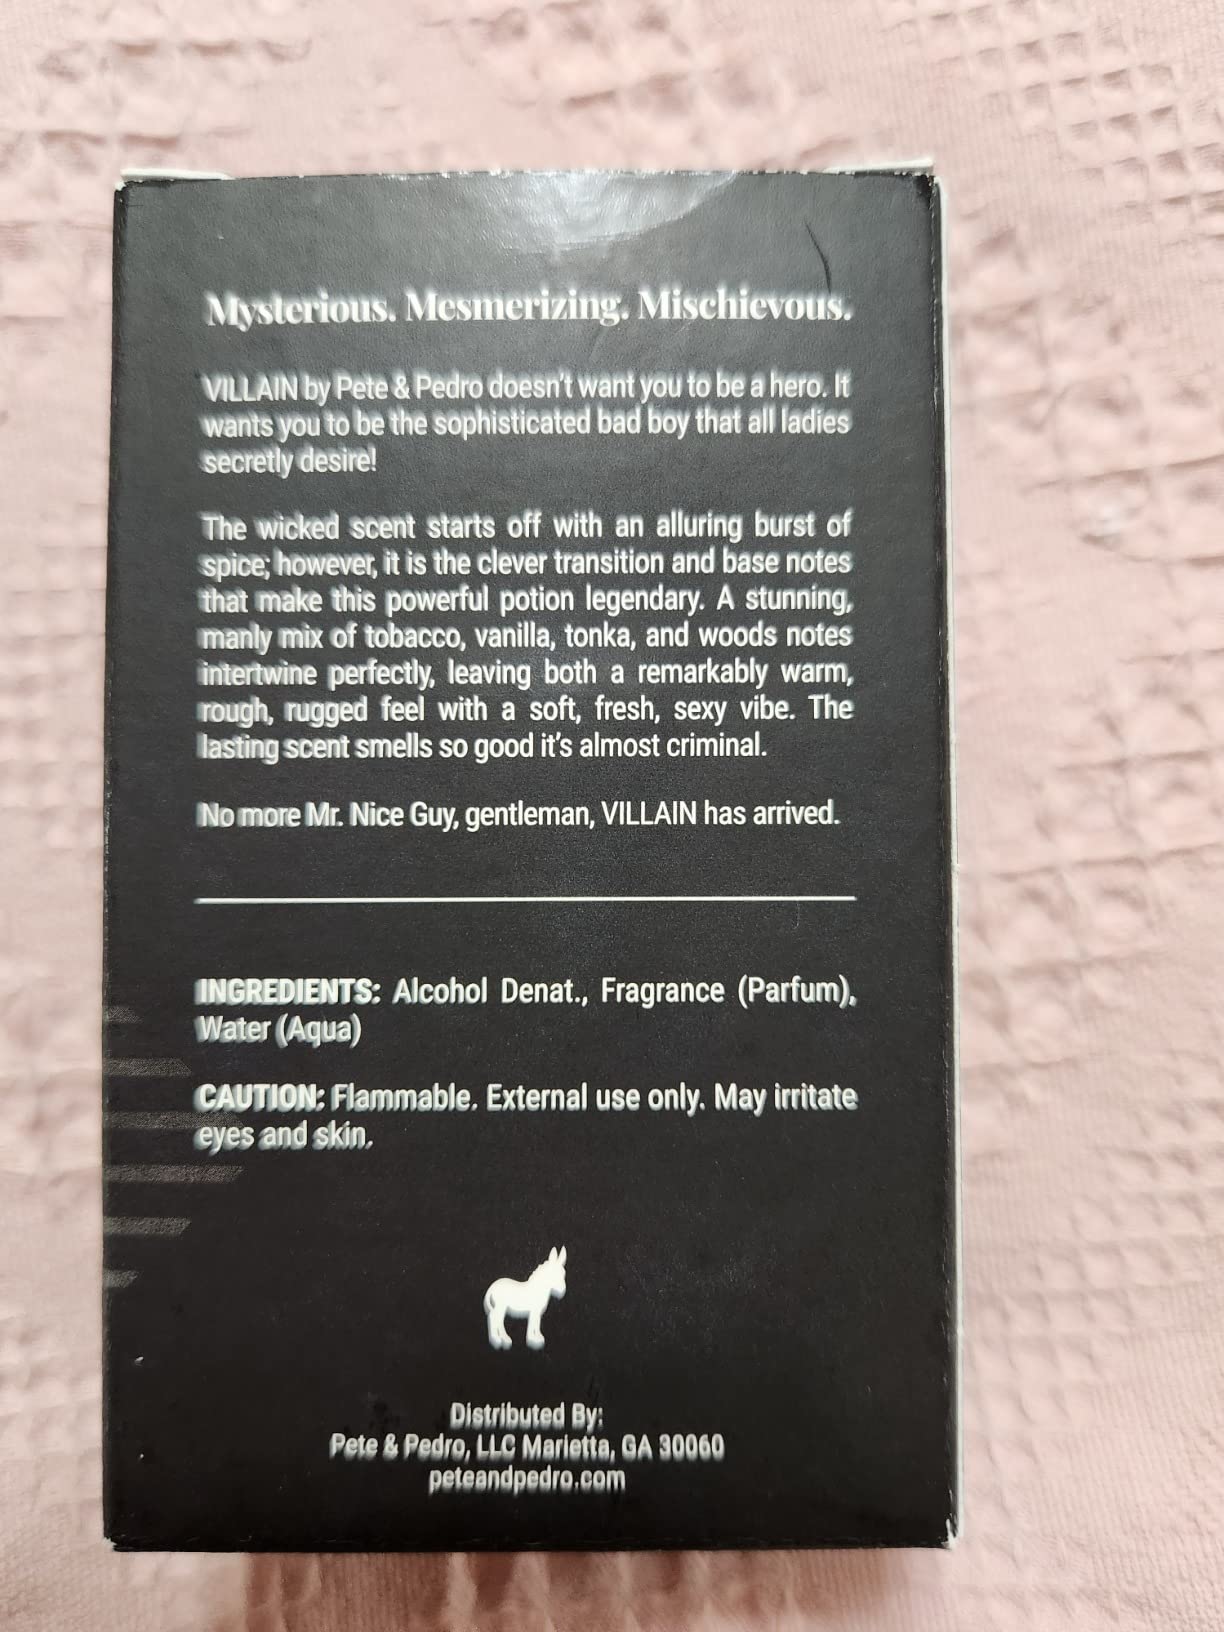 Mysterious. Mesmerizing. Mischievous.
VILLAIN by Pete & Pedro doesn't want you to be a hero. It
wants you to be the sophisticated bad boy that all ladies
secretly desire!
The wicked scent starts off with an alluring burst of
spice; however, it is the clever transition and base notes
that make this powerful potion legendary. A stunning,
manly mix of tobacco, vanilla, tonka, and woods notes
intertwine perfectly, leaving both a remarkably warm,
rough, rugged feel with a soft, fresh, sexy vibe. The
lasting scent smells so good it's almost criminal.
No more Mr. Nice Guy, gentleman, VILLAIN has arrived.
INGREDIENTS: Alcohol Denat., Fragrance (Parfum),
Water (Aqua)
CAUTION: Flammable. External use only. May irritate
eyes and skin.
Distributed By:
Pete & Pedro, LLC Marietta, GA 30060
peteandpedro.com